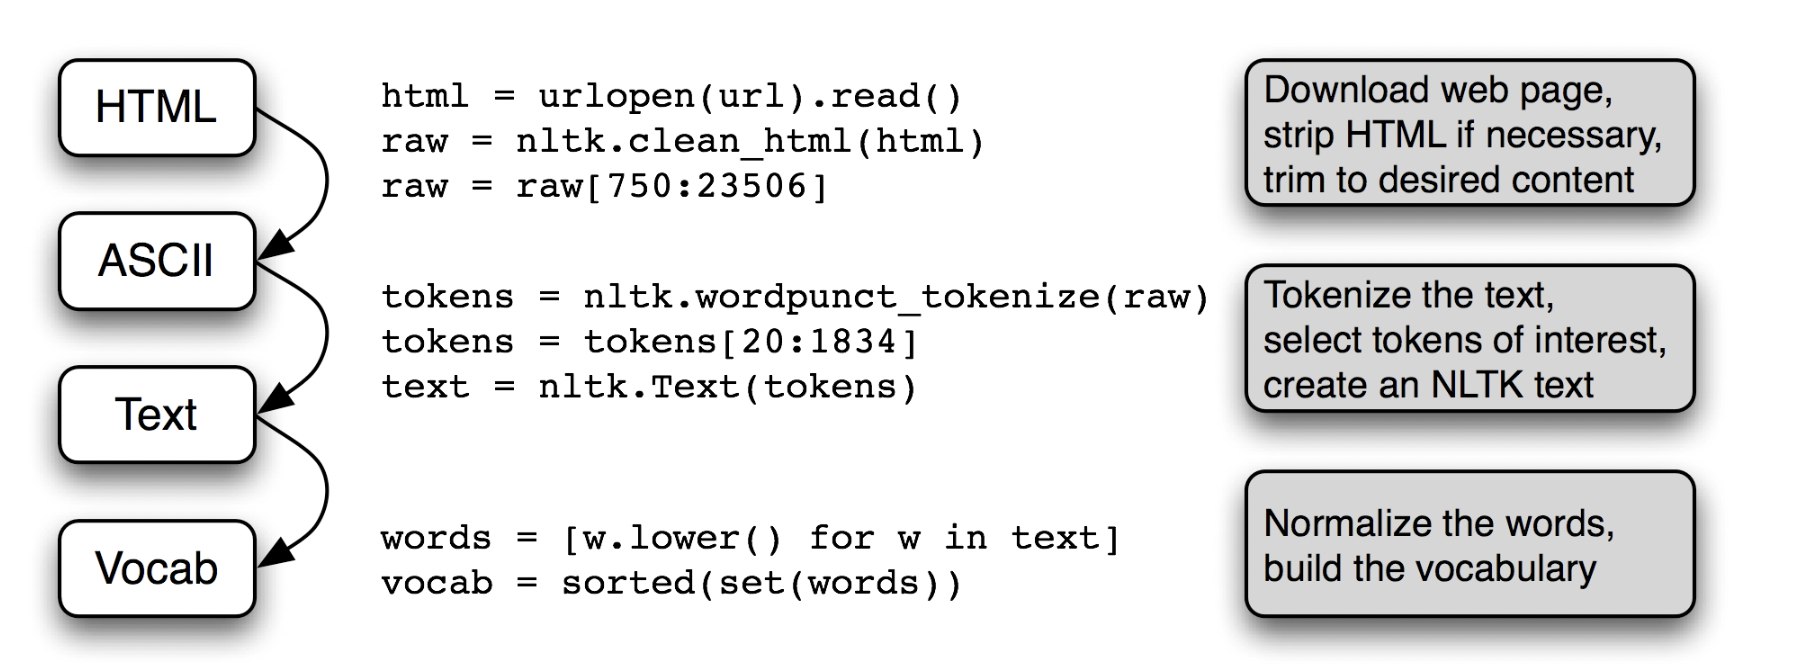 HTML
html = urlopen(url).read()
raw = nltk.clean_html(html)
raw = raw[750:23506]
Download web page,
strip HTML if necessary,
trim to desired content
ASCII
tokens = nltk.wordpunct_tokenize(raw)
tokens = tokens[20:1834]
text = nltk.Text(tokens)
Tokenize the text,
select tokens of interest,
create an NLTK text
Text
words = [w.lower() for w in text]
vocab = sorted(set(words))
Normalize the words,
build the vocabulary
Vocab